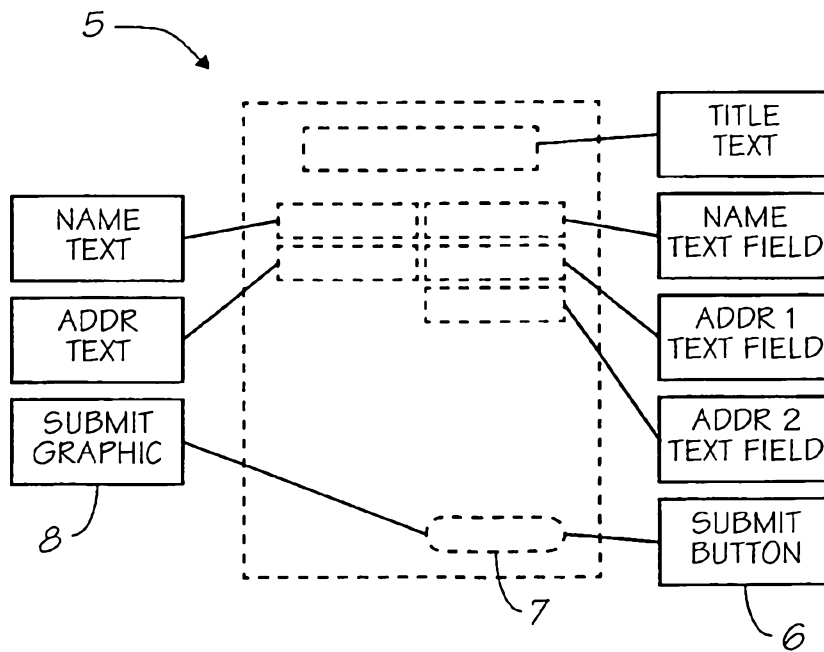 5
TITLE
TEXT
NAME
TEXT
NAME
TEXT FIELD
ADDR
TEXT
ADDR 1
TEXT FIELD
SUBMIT
GRAPHIC
ADDR 2
TEXT FIELD
8
SUBMIT
BUTTON
7
6